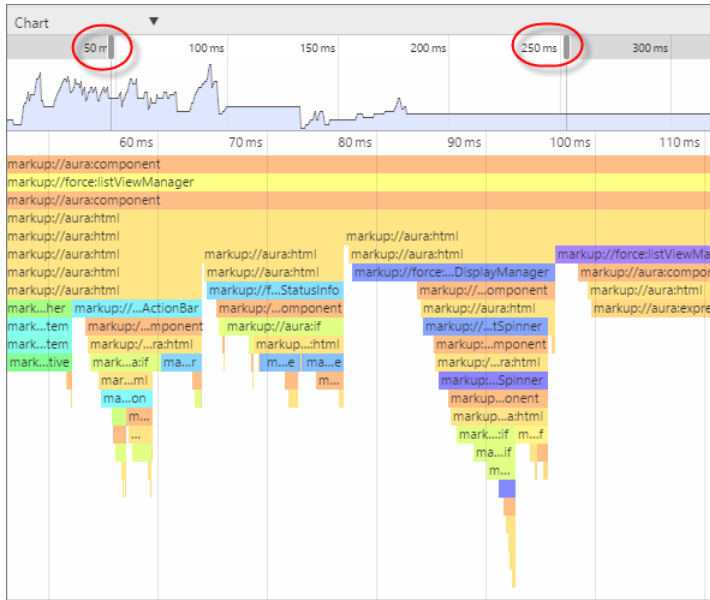 Chart ▼
50 m 100 ms 150 ms 200 ms 250 ms 300 ms
60 ms 70 ms 80 ms 90 ms 100 ms 110 ms
markup://aura:component
markup://force:listViewManager
markup://aura:component
markup://aura:html
markup://aura:html markup://aura:html
markup://aura:html markup://aura:html markup://aura:html markup://force:listViewMa
markup://aura:html markup://aura:html markup://force:...DisplayManager markup://aura:compor
markup://aura:html markup://f...StatusInfo markup://...omponent markup://aura:html
mark...her markup://...ActionBar markup:/...omponent markup://aura:html markup://aura:expre
mark...tem markup:/...mponent markup://aura:if markup://...tSpinner
mark...tem markup:/...ra:html markup...:html markup:...mponent
mark...tive mark...a:if ma...r m...e ma...e markup:/...ra:html
mar...ml m... markup:...Spinner
ma...on markup...onent
m... markup...a:html
... mark...:if m...f
ma...if
m...